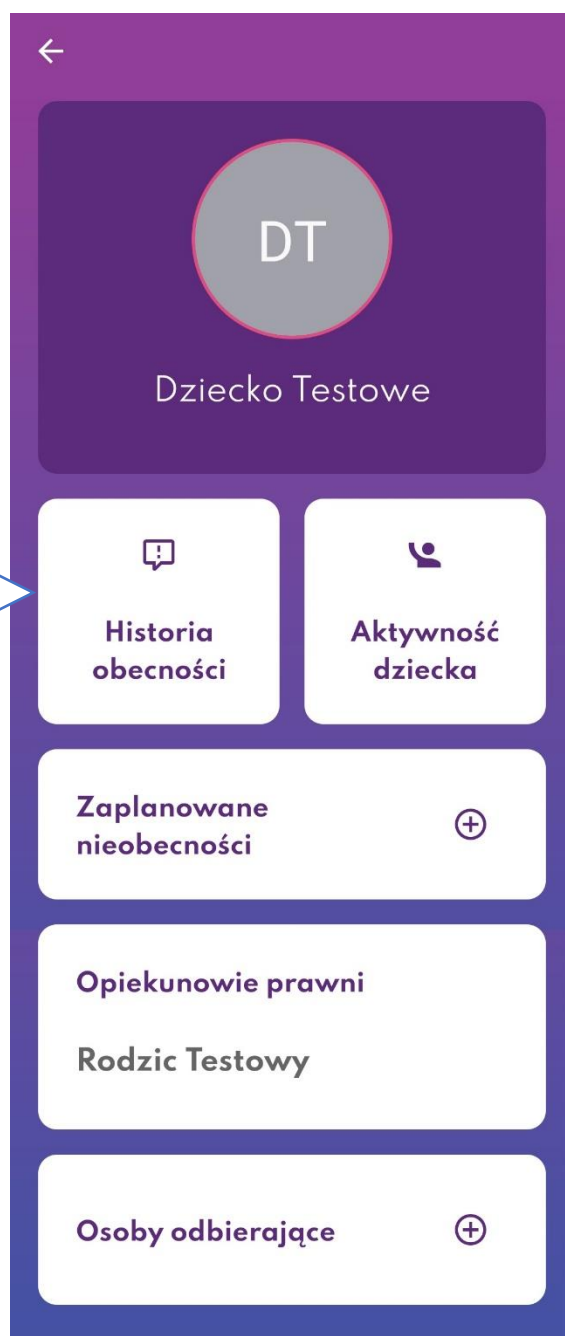 DT
Dziecko Testowe
Historia
obecności
Aktywność
dziecka
Zaplanowane
nieobecności
Opiekunowie prawni
Rodzic Testowy
Osoby odbierające